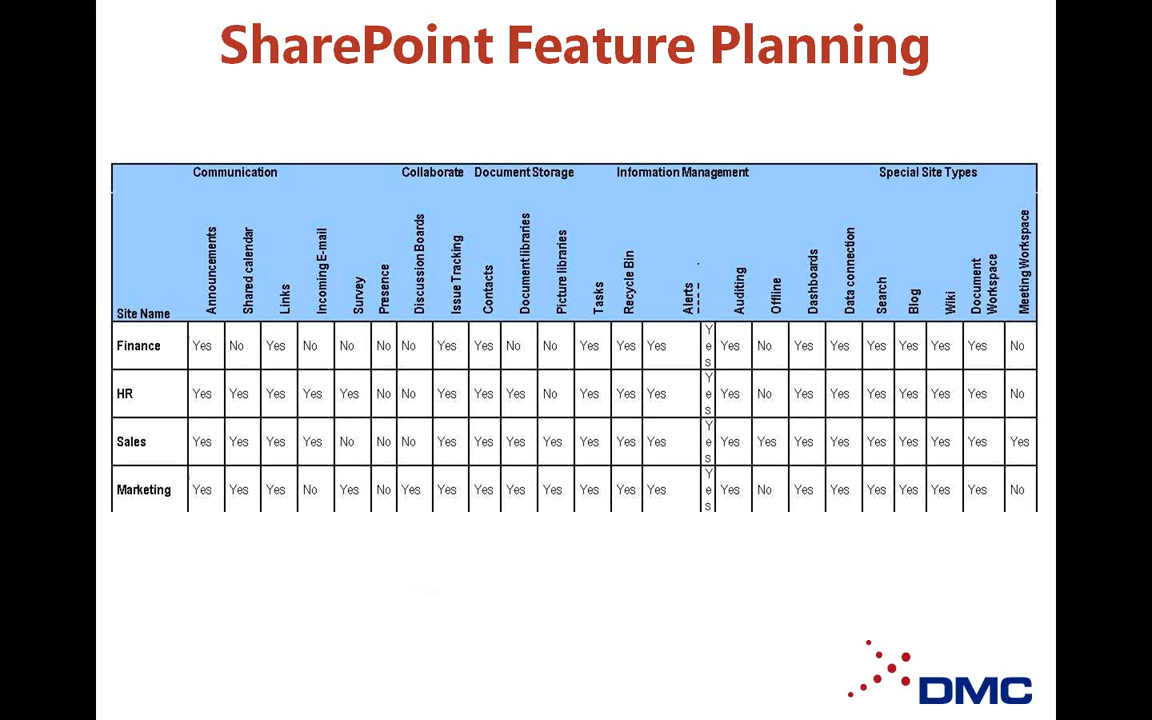 SharePoint Feature Planning
Communication Collaborate Document Storage Information Management Special Site Types
Site Name Announcements Shared calendar Links Incoming E-mail Survey Presence Discussion Boards Issue Tracking Contacts Document libraries Picture libraries Tasks Recycle Bin Alerts Auditing Offline Dashboards Data connection Search Blog Wiki Document Workspace Meeting Workspace
Finance Yes No Yes No No No No Yes Yes No No Yes Yes Yes Yes Yes No Yes Yes Yes Yes Yes Yes No
HR Yes Yes Yes Yes Yes No No Yes Yes Yes No Yes Yes Yes Yes Yes No Yes Yes Yes Yes Yes Yes No
Sales Yes Yes Yes Yes No No No Yes Yes Yes Yes Yes Yes Yes Yes Yes Yes Yes Yes Yes Yes Yes Yes Yes
Marketing Yes Yes Yes No Yes No Yes Yes Yes Yes Yes Yes Yes Yes Yes Yes No Yes Yes Yes Yes Yes Yes No
DMC